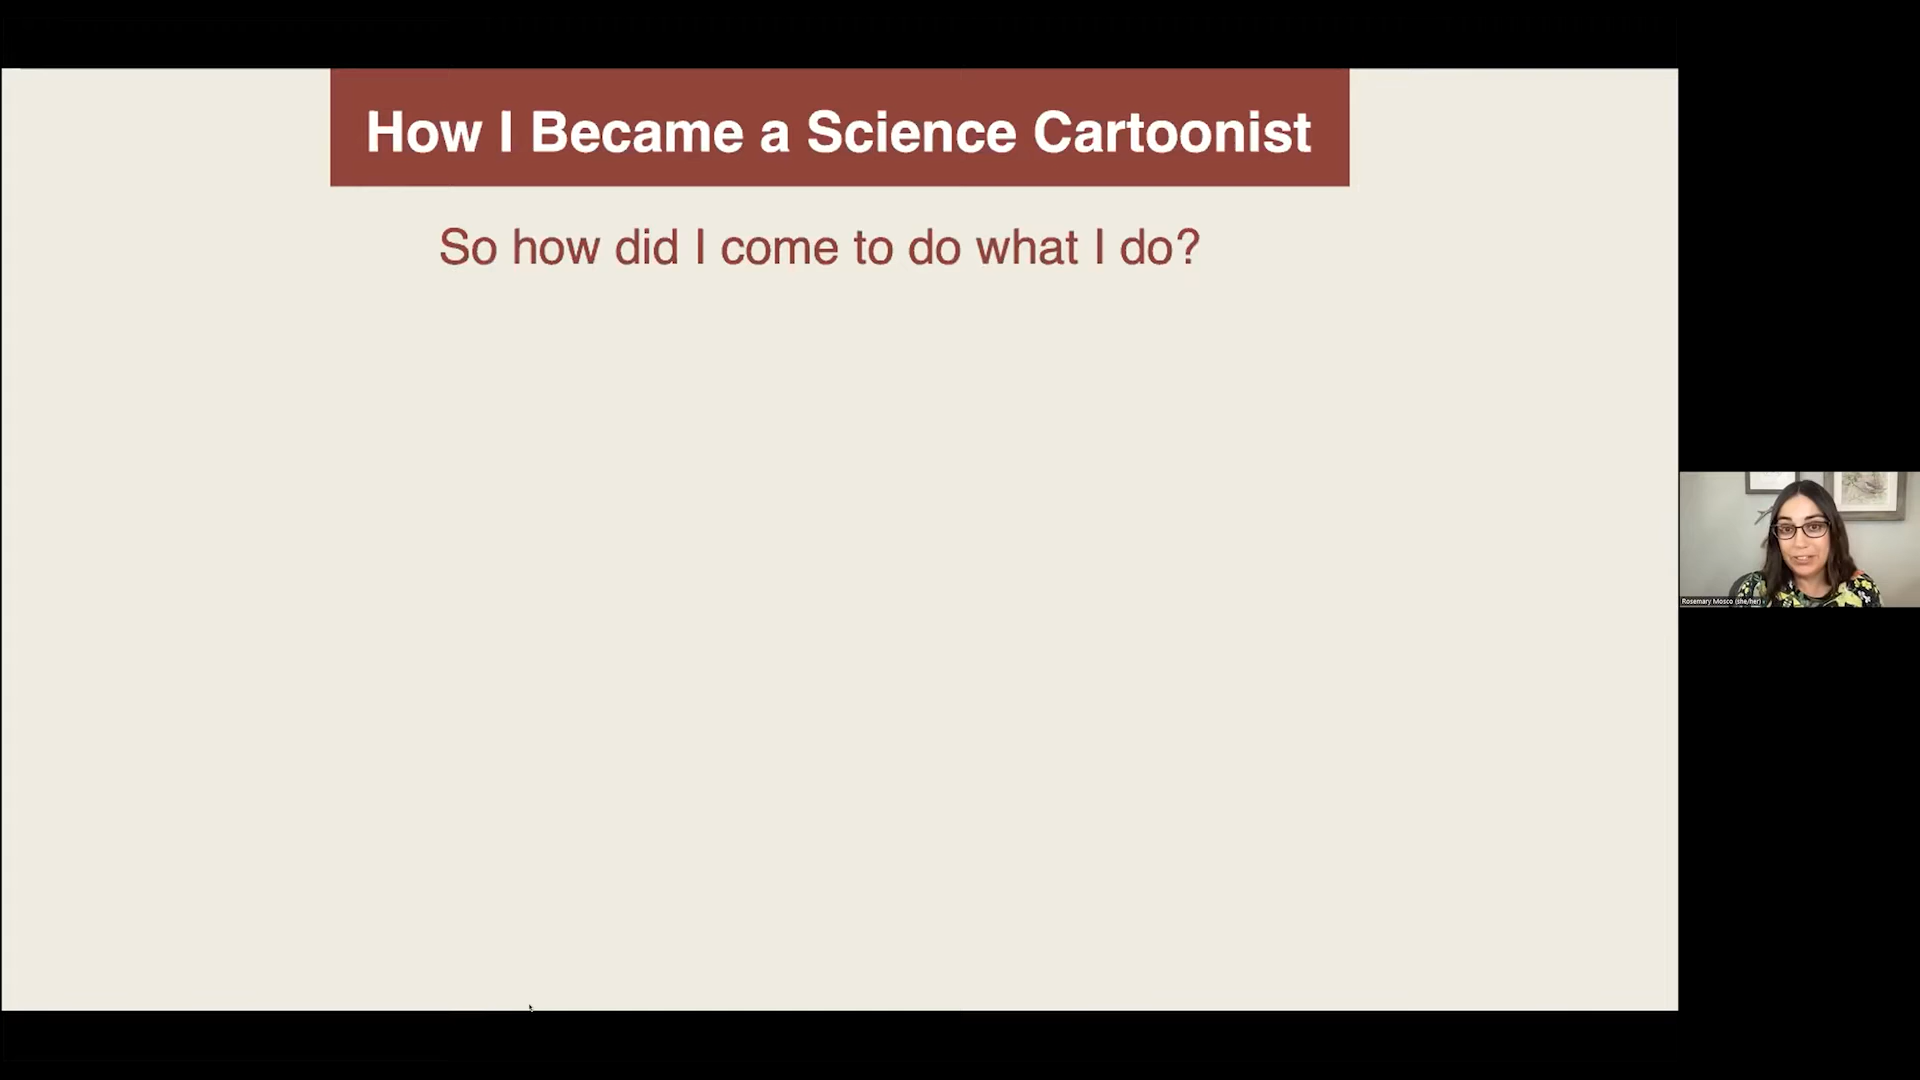 How I Became a Science Cartoonist
So how did I come to do what I do?
Rosemary Mosco (she/her)